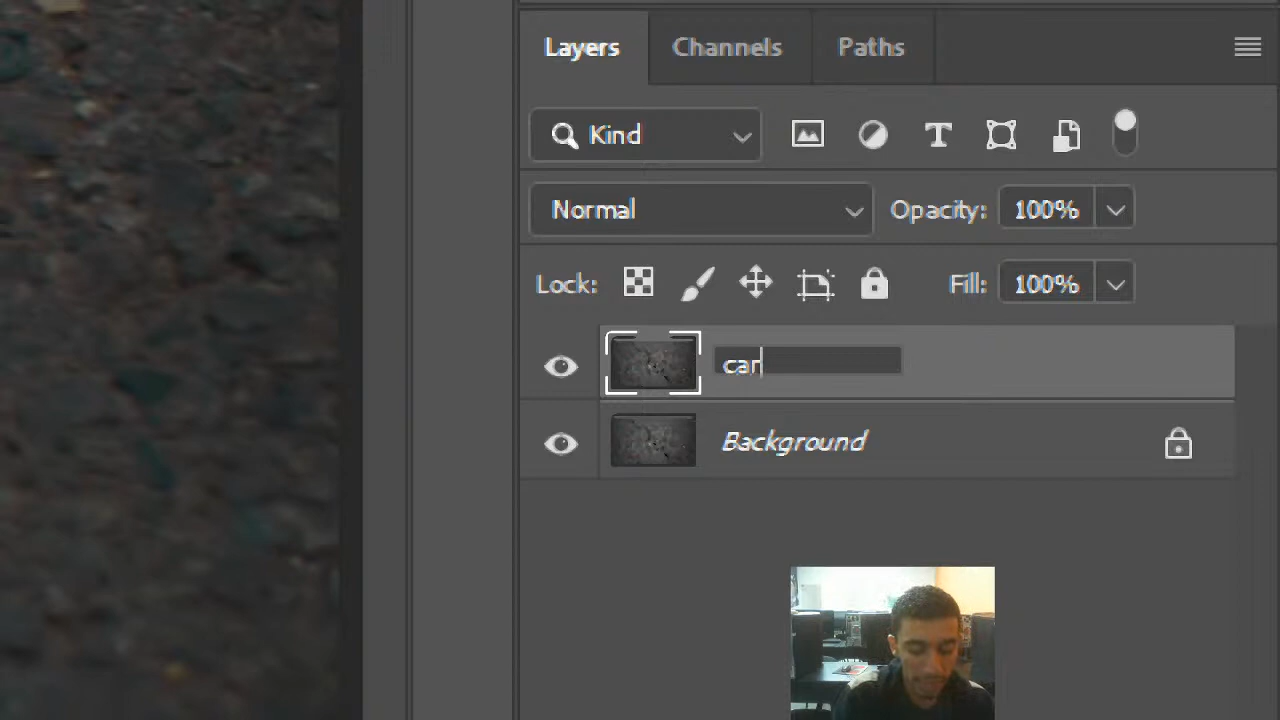 Layers Channels Paths
Kind
Normal Opacity: 100%
Lock: Fill: 100%
car
Background